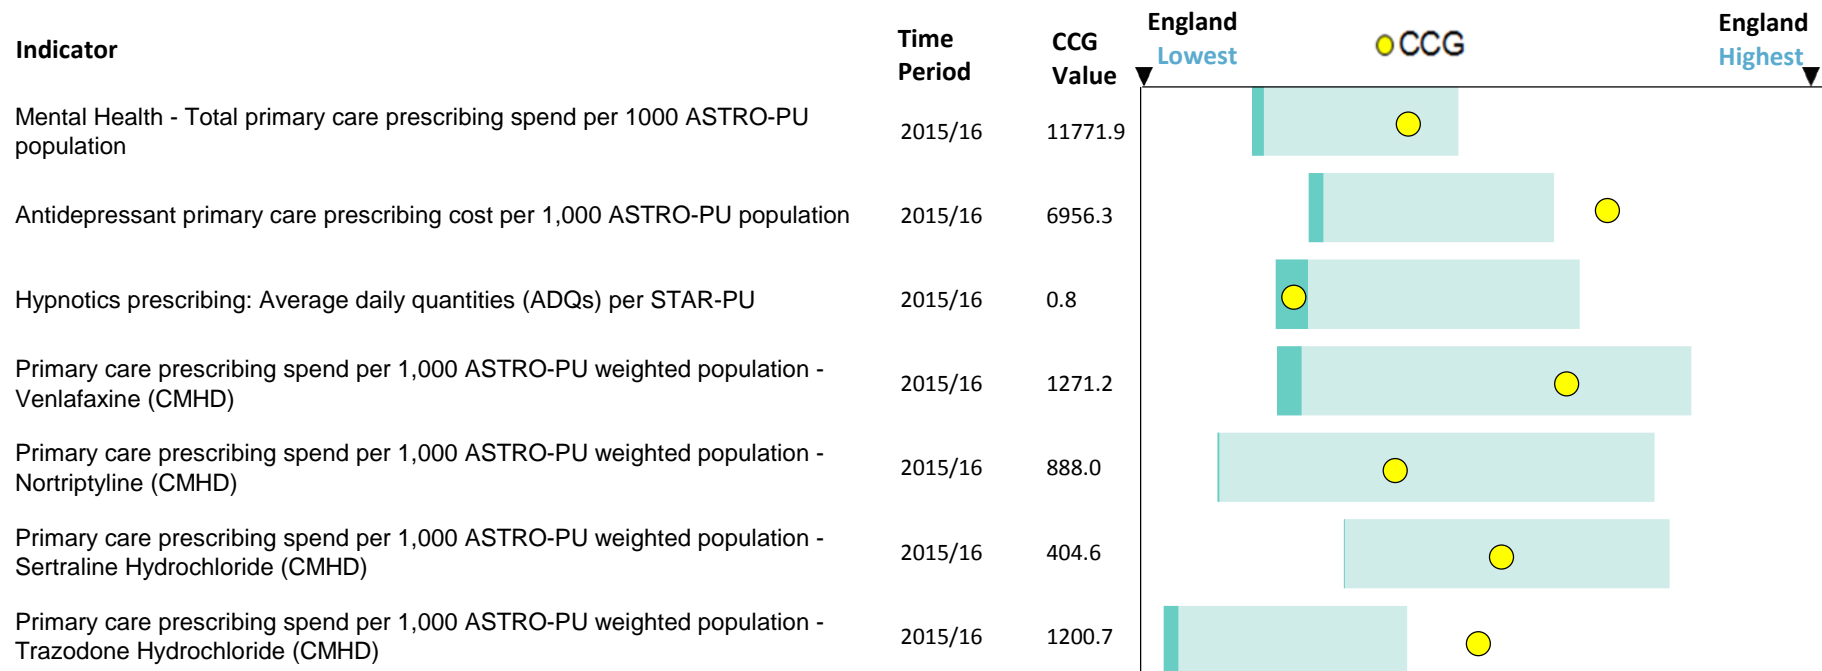 Indicator
Time
Period
CCG
Value
England
Lowest
CCG
England
Highest
Mental Health - Total primary care prescribing spend per 1000 ASTRO-PU
population
2015/16
11771.9
Antidepressant primary care prescribing cost per 1,000 ASTRO-PU population
2015/16
6956.3
Hypnotics prescribing: Average daily quantities (ADQs) per STAR-PU
2015/16
0.8
Primary care prescribing spend per 1,000 ASTRO-PU weighted population -
Venlafaxine (CMHD)
2015/16
1271.2
Primary care prescribing spend per 1,000 ASTRO-PU weighted population -
Nortriptyline (CMHD)
2015/16
888.0
Primary care prescribing spend per 1,000 ASTRO-PU weighted population -
Sertraline Hydrochloride (CMHD)
2015/16
404.6
Primary care prescribing spend per 1,000 ASTRO-PU weighted population -
Trazodone Hydrochloride (CMHD)
2015/16
1200.7